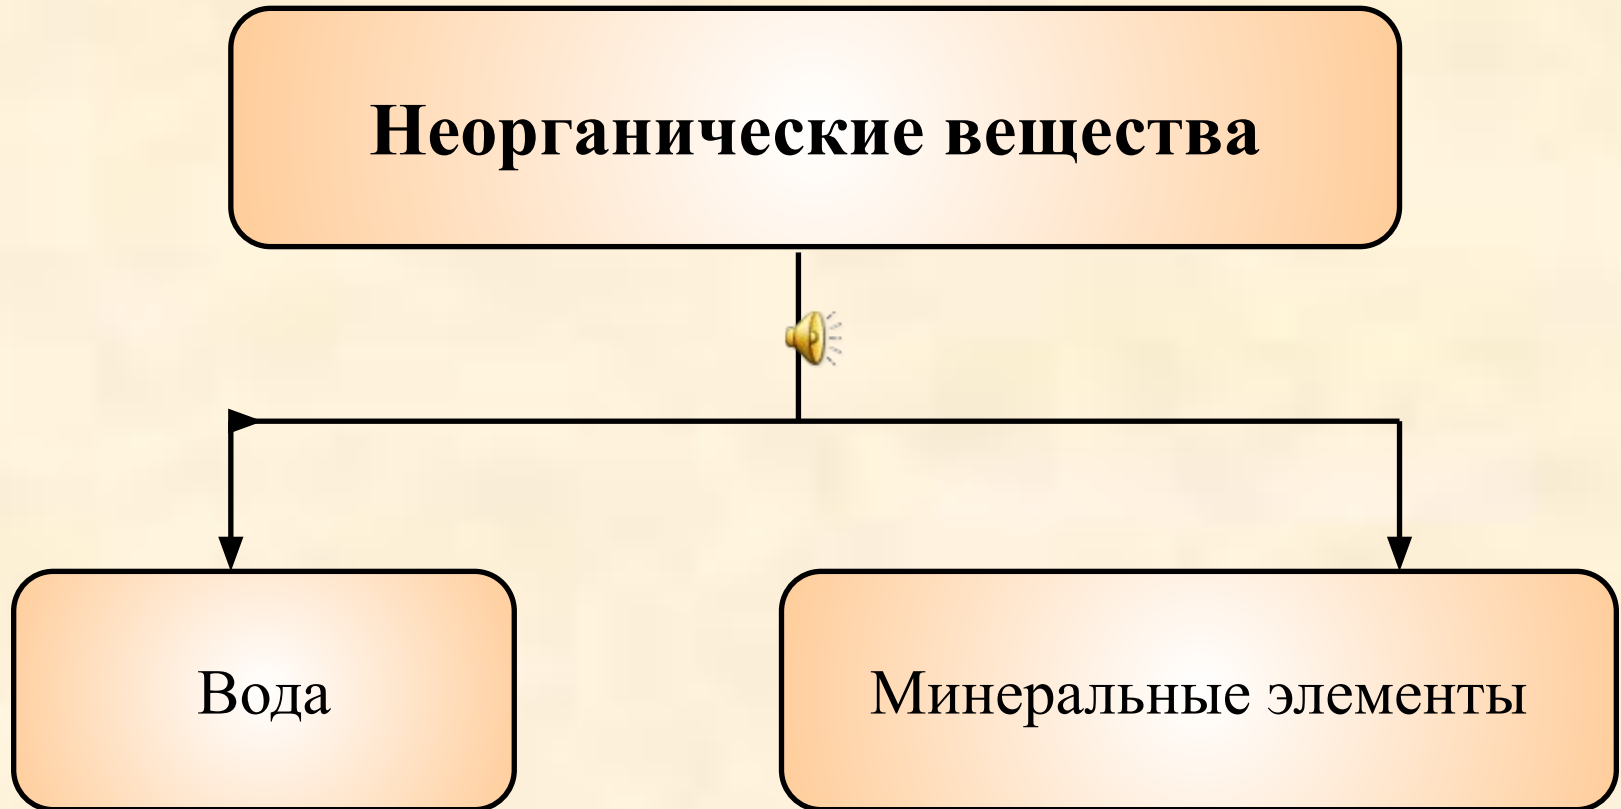 Неорганические вещества
Вода
Минеральные элементы